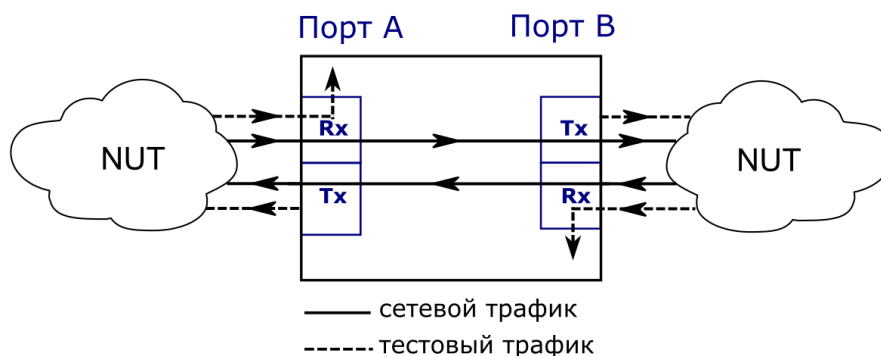 Порт A
Порт B
Rx
Tx
NUT
NUT
Tx
Rx
сетевой трафик
тестовый трафик